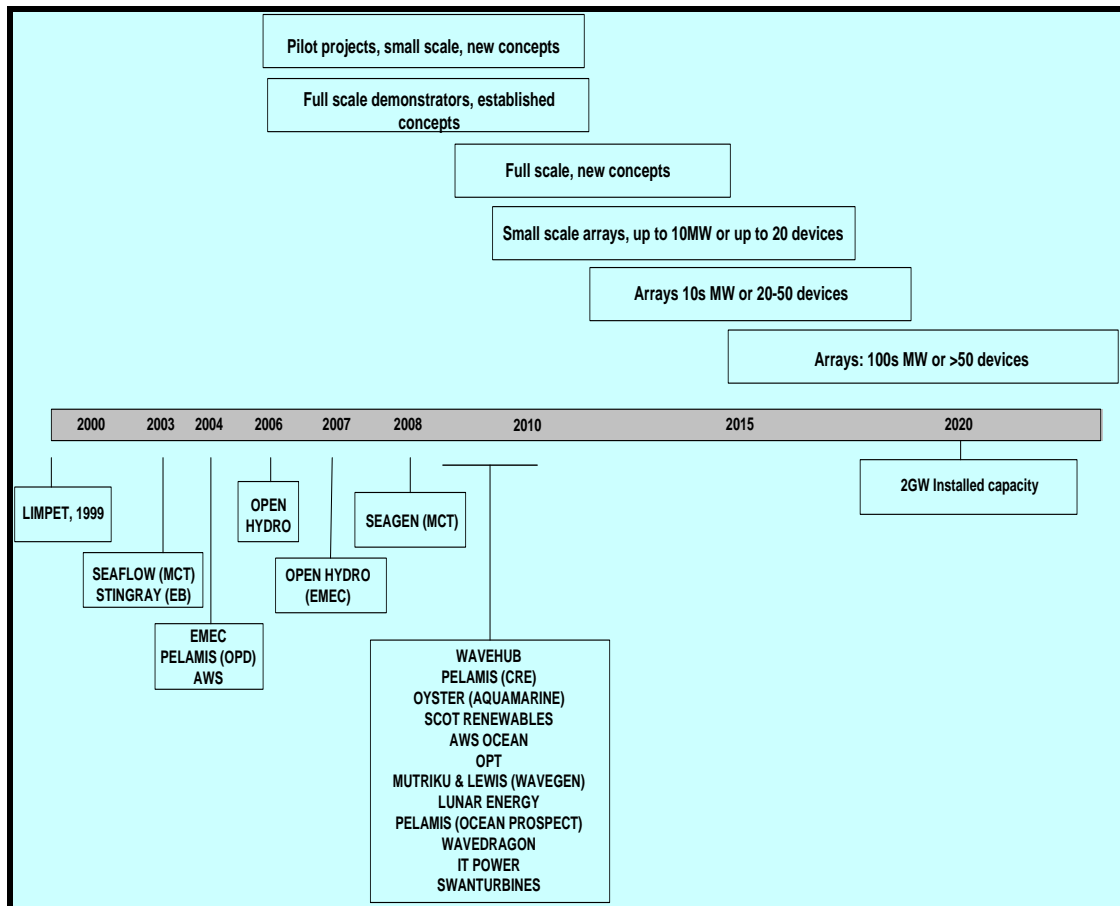 Pilot projects, small scale, new concepts
Full scale demonstrators, established
concepts
Full scale, new concepts
Small scale arrays, up to 10MW or up to 20 devices
Arrays 10s MW or 20-50 devices
Arrays: 100s MW or >50 devices
2000 2003 2004 2006 2007 2008 2010 2015 2020
LIMPET, 1999
SEAFLOW (MCT)
STINGRAY (EB)
EMEC
PELAMIS (OPD)
AWS
OPEN
HYDRO
OPEN HYDRO
(EMEC)
SEAGEN (MCT)
WAVEHUB
PELAMIS (CRE)
OYSTER (AQUAMARINE)
SCOT RENEWABLES
AWS OCEAN
OPT
MUTRIKU & LEWIS (WAVEGEN)
LUNAR ENERGY
PELAMIS (OCEAN PROSPECT)
WAVEDRAGON
IT POWER
SWANTURBINES
2GW Installed capacity